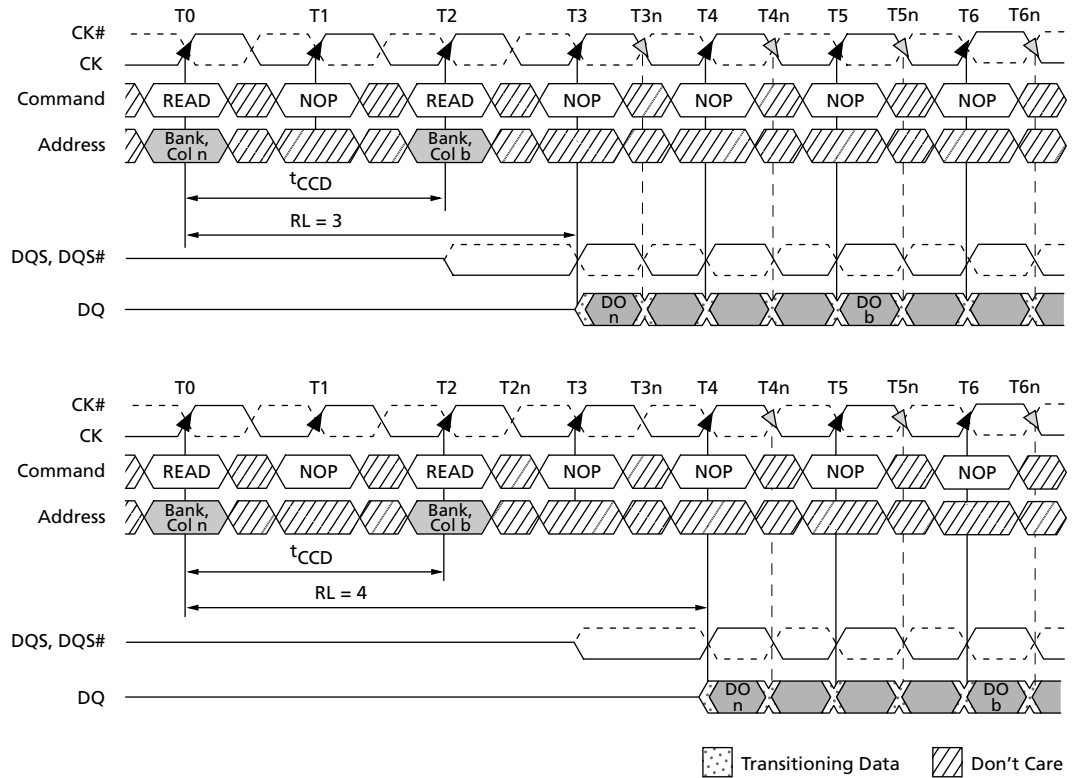 T0 T1 T2 T3 T3n T4 T4n T5 T5n T6 T6n
CK#
CK
Command READ NOP READ NOP NOP NOP NOP
Address Bank, Col n Bank, Col b
tCCD
RL = 3
DQS, DQS#
DQ DO n DO b
T0 T1 T2 T2n T3 T3n T4 T4n T5 T5n T6 T6n
CK#
CK
Command READ NOP READ NOP NOP NOP NOP
Address Bank, Col n Bank, Col b
tCCD
RL = 4
DQS, DQS#
DQ DO n DO b
Transitioning Data Don't Care